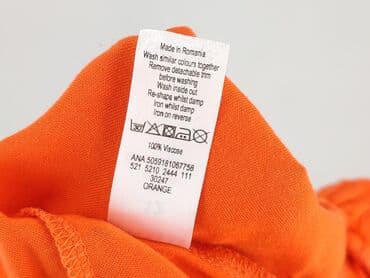 Made in Romania
Wash similar colours together
Remove detachable trim
before washing
Wash inside out
Re-shape whilst damp
Iron whilst damp
Iron on reverse
100% Viscose
ANA 5059181067758
521 5210 2444 111
30247
ORANGE